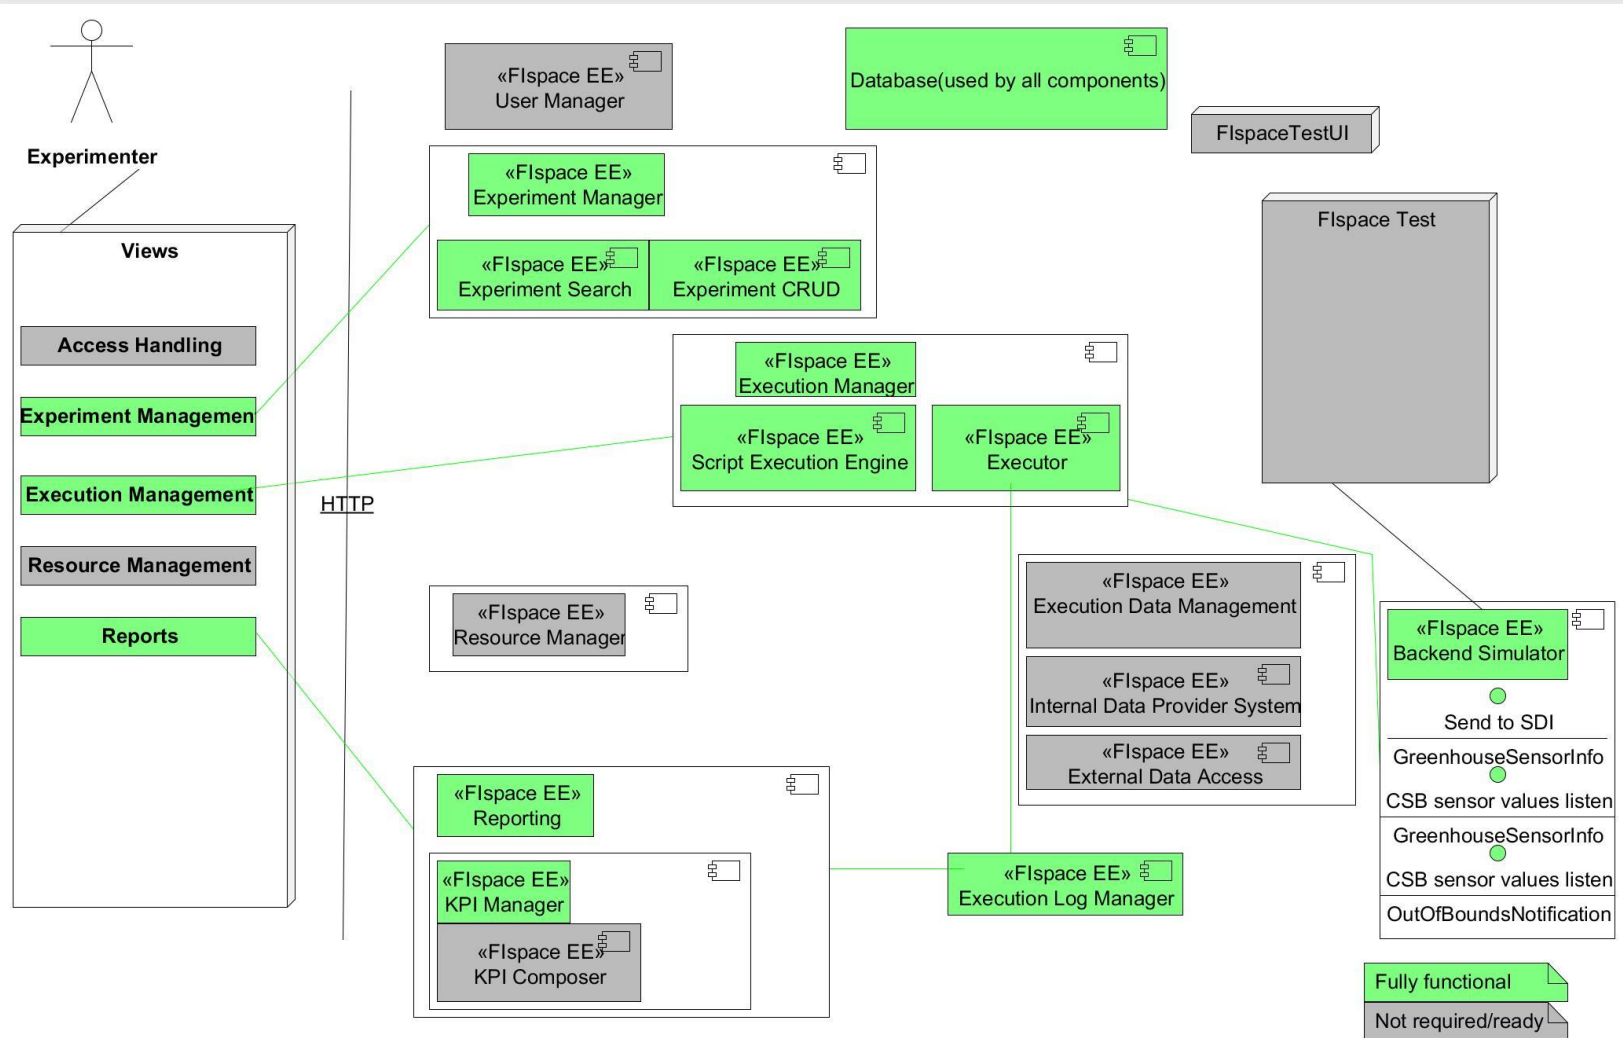 Experimenter
Views
Access Handling
Experiment Managemen
Execution Management
Resource Management
Reports
HTTP
«FIspace EE»
User Manager
Database(used by all components)
FIspaceTestUI
FIspace Test
«FIspace EE»
Experiment Manager
«FIspace EE»
Experiment Search
«FIspace EE»
Experiment CRUD
«FIspace EE»
Execution Manager
«FIspace EE»
Script Execution Engine
«FIspace EE»
Executor
«FIspace EE»
Resource Manager
«FIspace EE»
Execution Data Management
«FIspace EE»
Internal Data Provider System
«FIspace EE»
External Data Access
«FIspace EE»
Backend Simulator
Send to SDI
GreenhouseSensorInfo
CSB sensor values listen
GreenhouseSensorInfo
CSB sensor values listen
OutOfBoundsNotification
«FIspace EE»
Reporting
«FIspace EE»
KPI Manager
«FIspace EE»
KPI Composer
«FIspace EE»
Execution Log Manager
Fully functional
Not required/ready